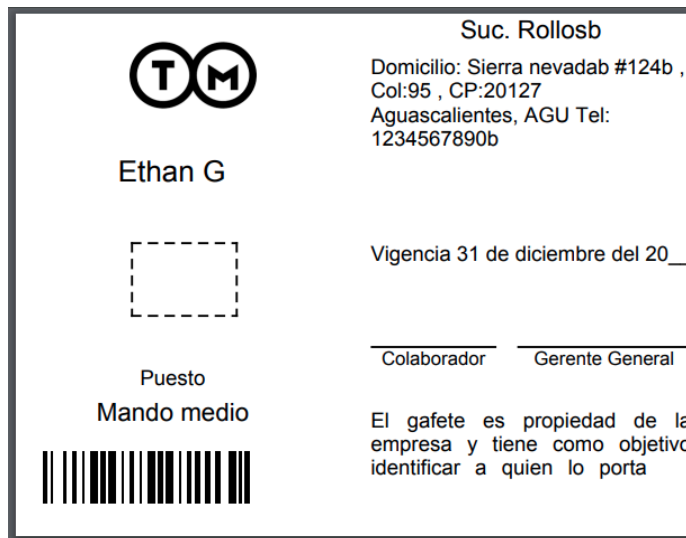 TM
Ethan G
Puesto
Mando medio
Suc. Rollosb
Domicilio: Sierra nevadab #124b ,
Col:95 , CP:20127
Aguascalientes, AGU Tel:
1234567890b
Vigencia 31 de diciembre del 20__
Colaborador Gerente General
El gafete es propiedad de la
empresa y tiene como objetivo
identificar a quien lo porta